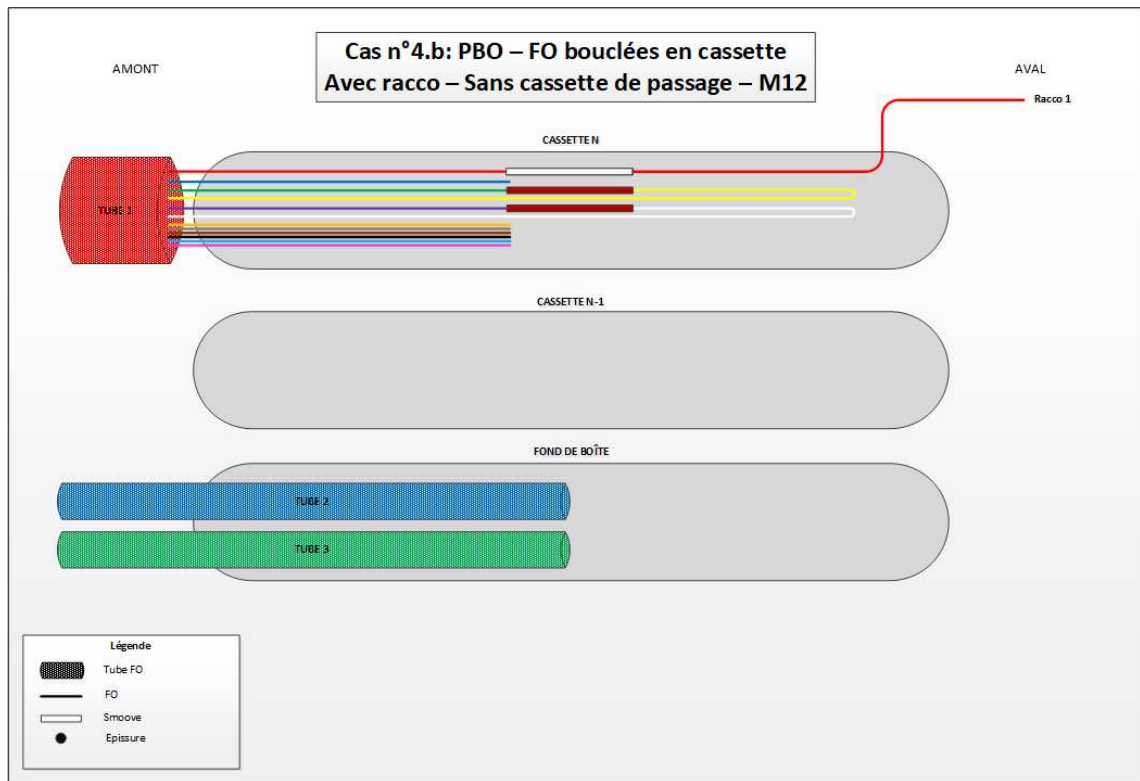 Cas n°4.b: PBO – FO bouclées en cassette
Avec racco – Sans cassette de passage – M12
AMONT
AVAL
Racco 1
CASSETTE N
TUBE 1
CASSETTE N-1
FOND DE BOÎTE
TUBE 2
TUBE 3
Légende
Tube FO
FO
Smoove
Epissure